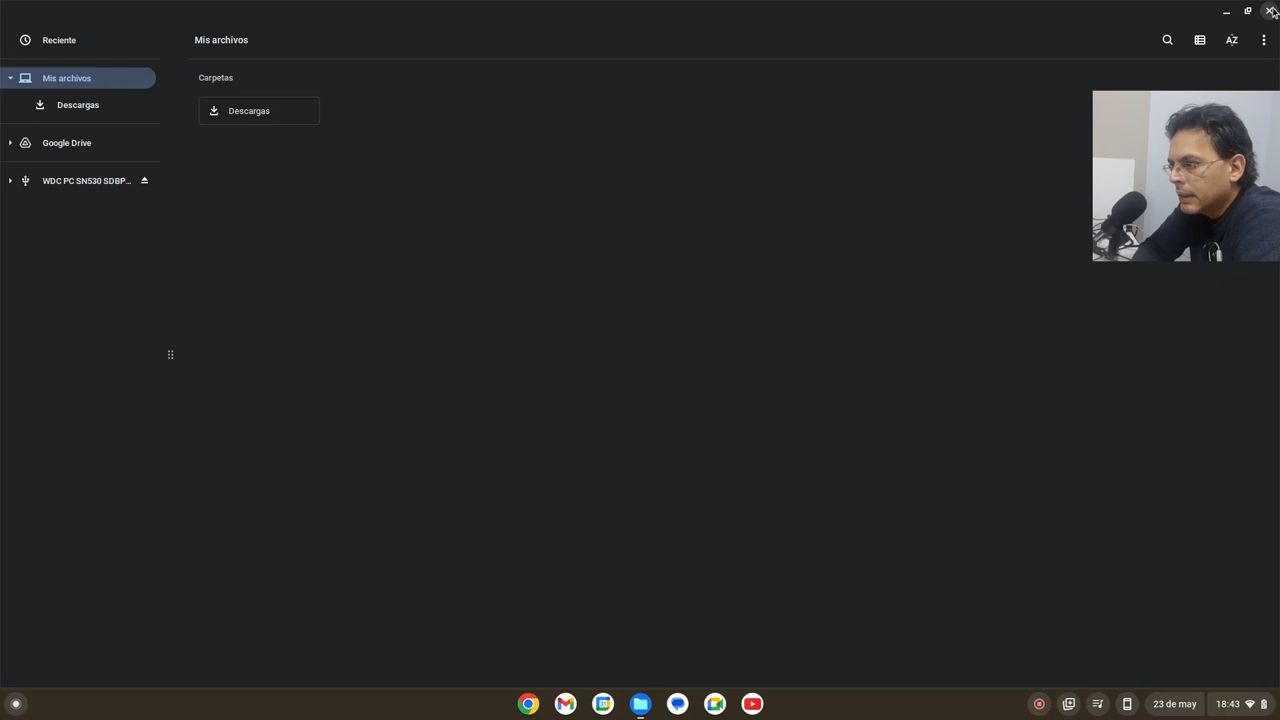 Reciente
Mis archivos
Mis archivos
Carpetas
Descargas
Descargas
Google Drive
WDC PC SN530 SDBP...
AZ
23 de may
18:43